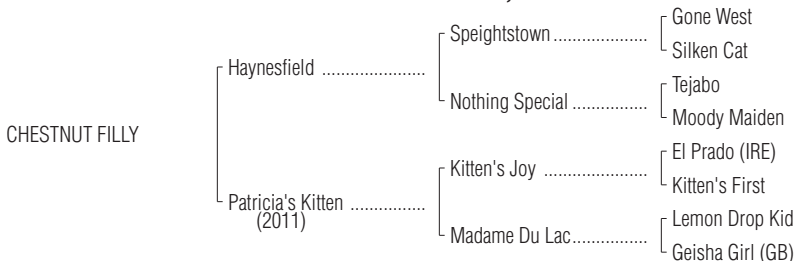 Gone West
Speightstown
Silken Cat
Haynesfield
Tejabo
Nothing Special
Moody Maiden
CHESTNUT FILLY
El Prado (IRE)
Kitten's Joy
Kitten's First
Patricia's Kitten
(2011)
Lemon Drop Kid
Madame Du Lac
Geisha Girl (GB)